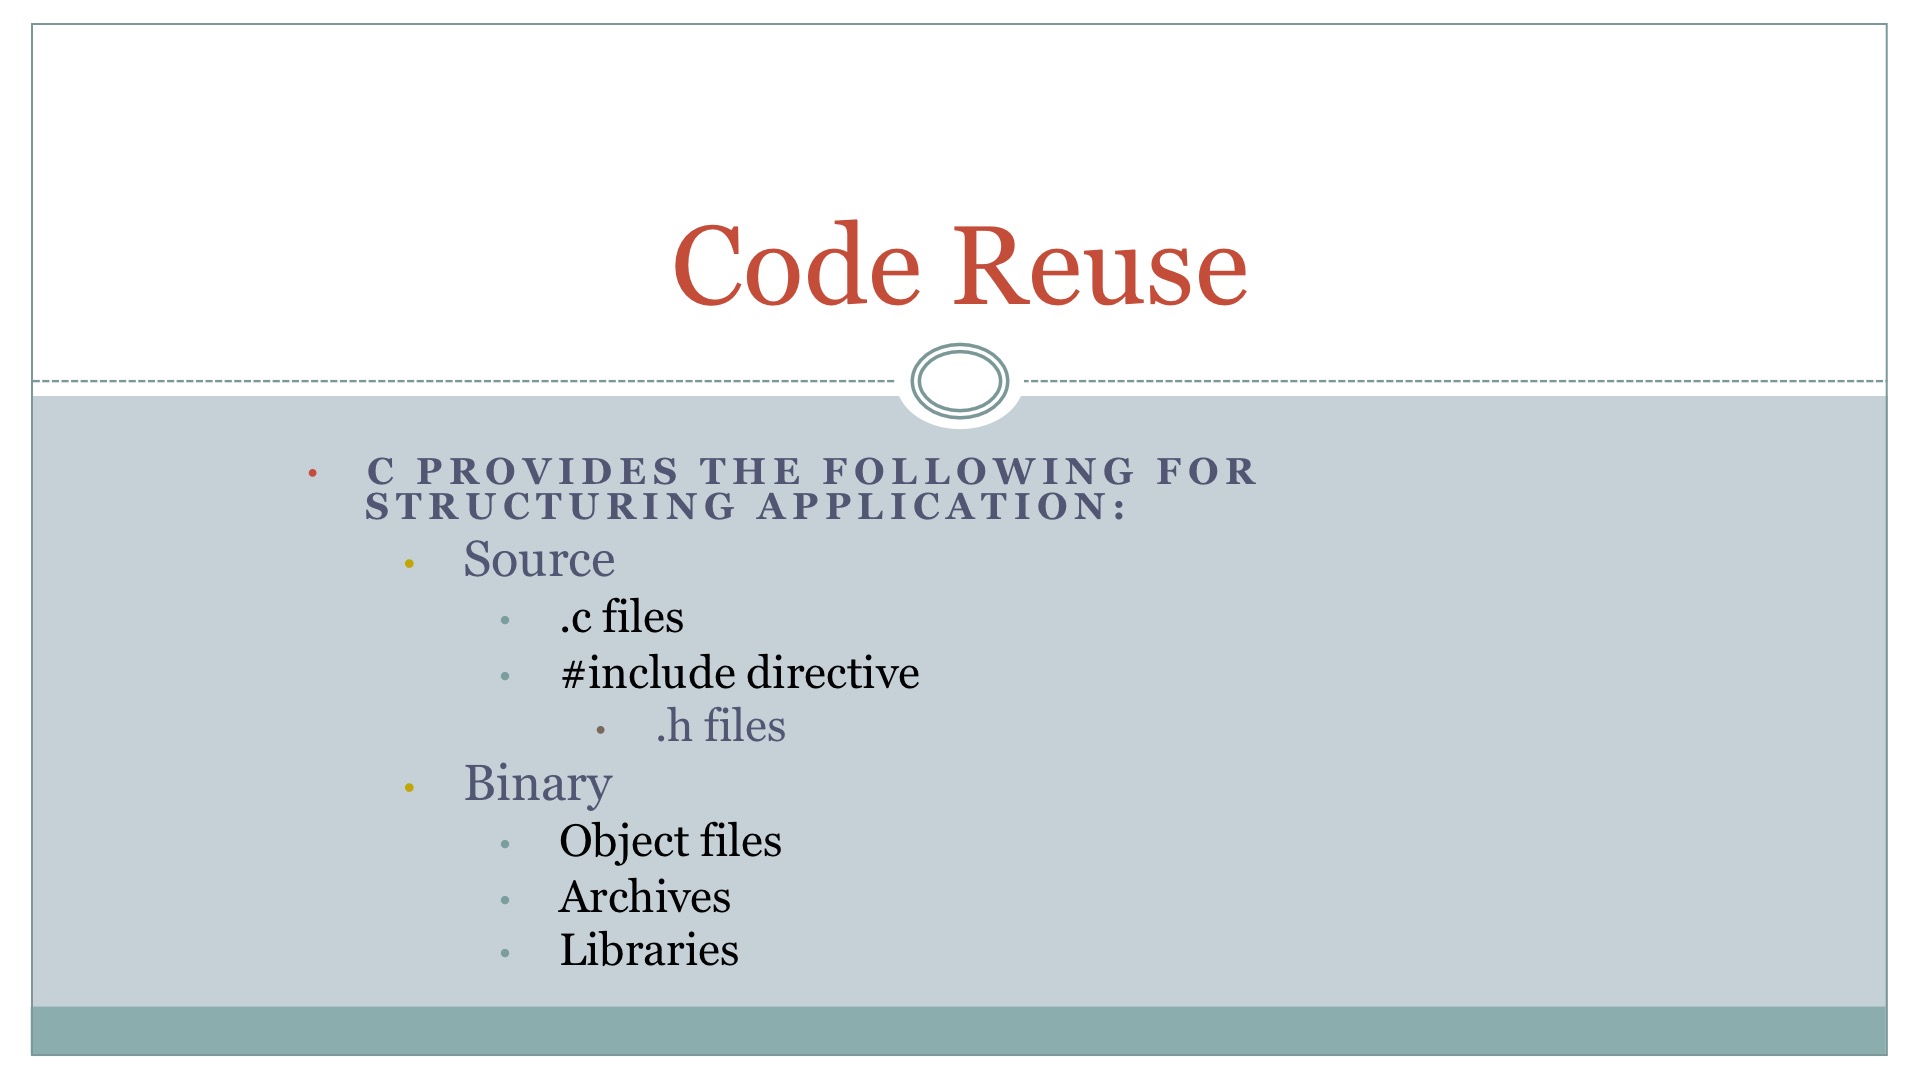 Code Reuse
• C PROVIDES THE FOLLOWING FOR
STRUCTURING APPLICATION:
• Source
• .c files
• #include directive
• .h files
• Binary
• Object files
• Archives
• Libraries